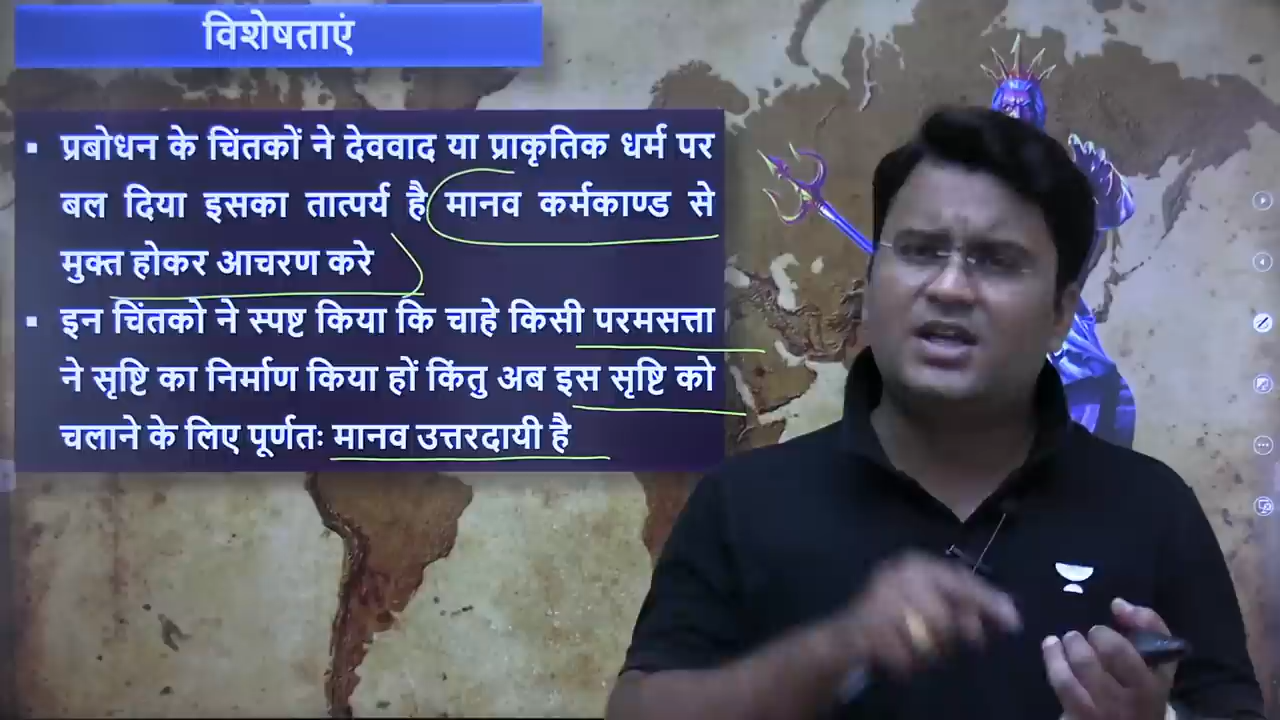 विशेषताएं
▪ प्रबोधन के चिंतकों ने देववाद या प्राकृतिक धर्म पर
बल दिया इसका तात्पर्य है मानव कर्मकाण्ड से
मुक्त होकर आचरण करे
▪ इन चिंतको ने स्पष्ट किया कि चाहे किसी परमसत्ता
ने सृष्टि का निर्माण किया हों किंतु अब इस सृष्टि को
चलाने के लिए पूर्णतः मानव उत्तरदायी है